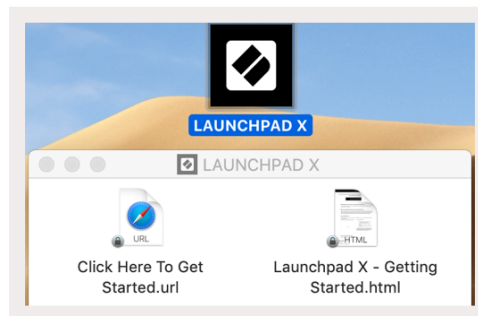 LAUNCHPAD X
LAUNCHPAD X
URL
HTML
Click Here To Get
Started.url
Launchpad X - Getting
Started.html